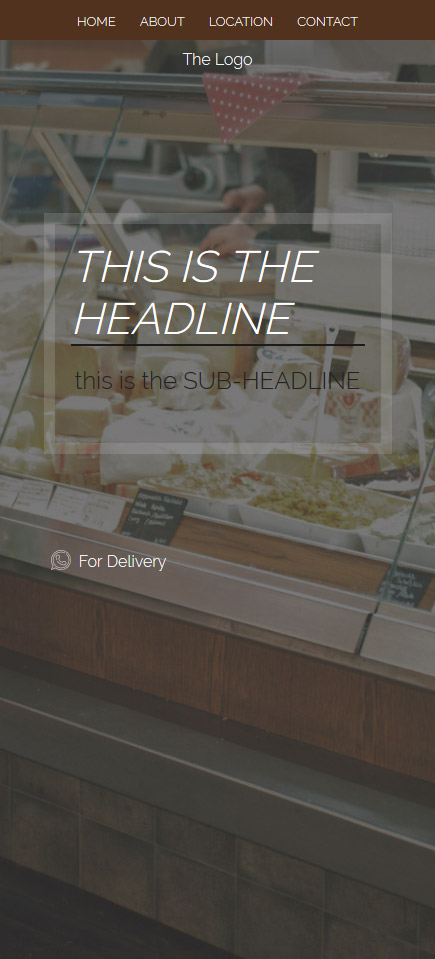 HOME ABOUT LOCATION CONTACT
The Logo
THIS IS THE
HEADLINE
this is the SUB-HEADLINE
For Delivery